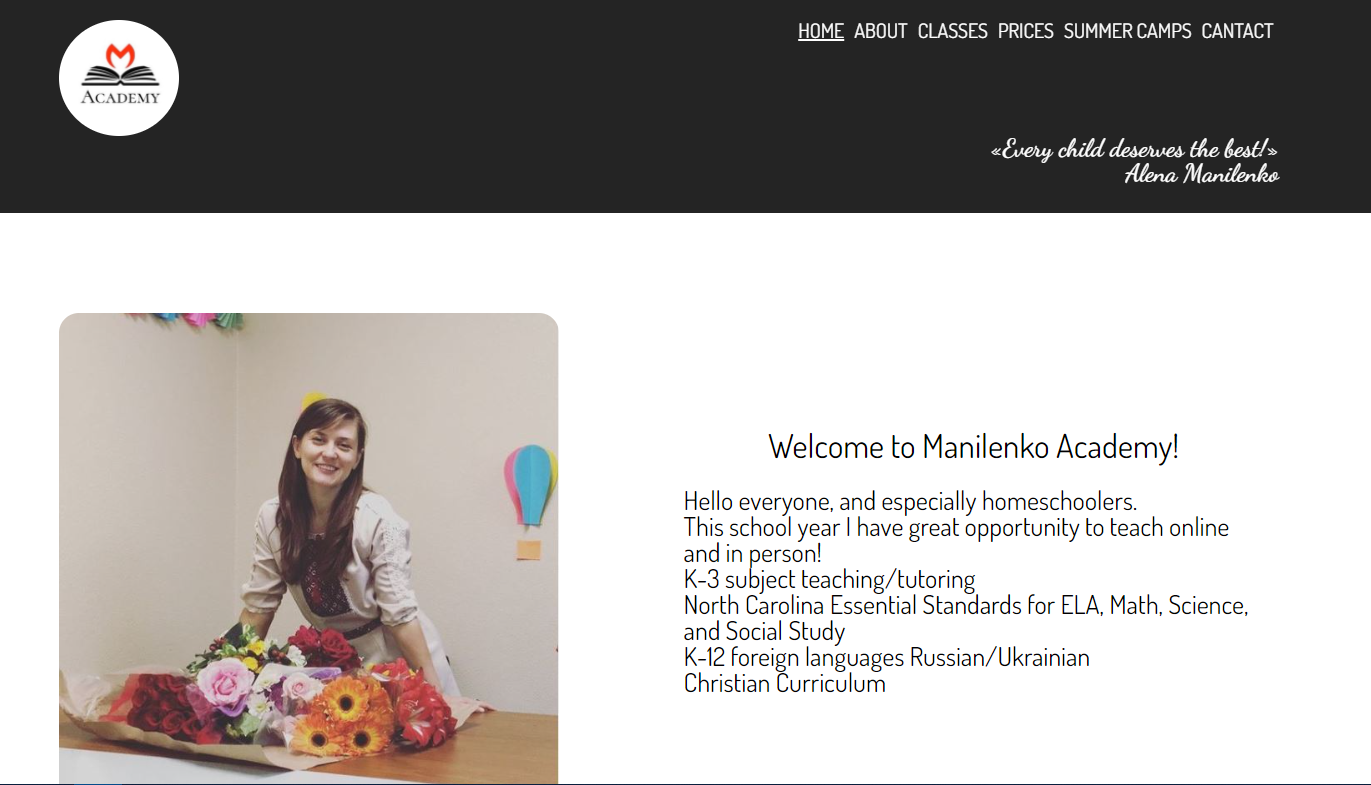 ACADEMY
HOME ABOUT CLASSES PRICES SUMMER CAMPS CONTACT
«Every child deserves the best!»
Alena Manilenko
Welcome to Manilenko Academy!
Hello everyone, and especially homeschoolers.
This school year I have great opportunity to teach online
and in person!
K-3 subject teaching/tutoring
North Carolina Essential Standards for ELA, Math, Science,
and Social Study
K-12 foreign languages Russian/Ukrainian
Christian Curriculum